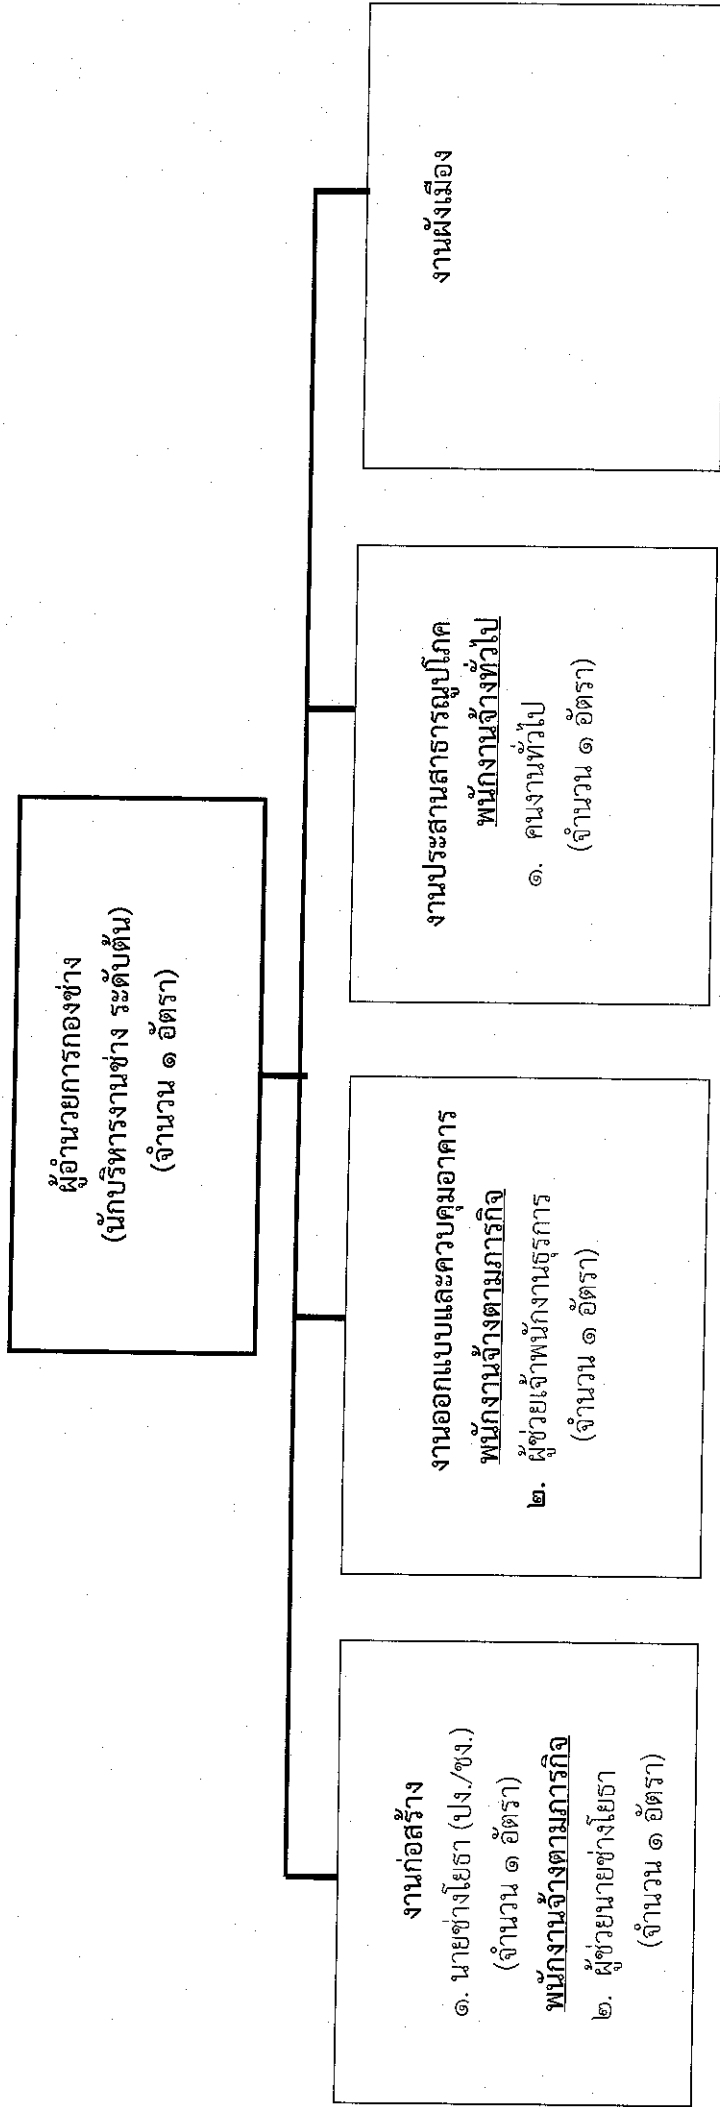 ผู้อำนวยการกองช่าง
(นักบริหารงานช่าง ระดับต้น)
(จำนวน ๑ อัตรา)
งานก่อสร้าง
๑. นายช่างโยธา (ปง./ชง.)
(จำนวน ๑ อัตรา)
พนักงานจ้างตามภารกิจ
๒. ผู้ช่วยนายช่างโยธา
(จำนวน ๑ อัตรา)
งานออกแบบและควบคุมอาคาร
พนักงานจ้างตามภารกิจ
๒. ผู้ช่วยเจ้าพนักงานธุรการ
(จำนวน ๑ อัตรา)
งานประสานสาธารณูปโภค
พนักงานจ้างทั่วไป
๑. คนงานทั่วไป
(จำนวน ๑ อัตรา)
งานผังเมือง